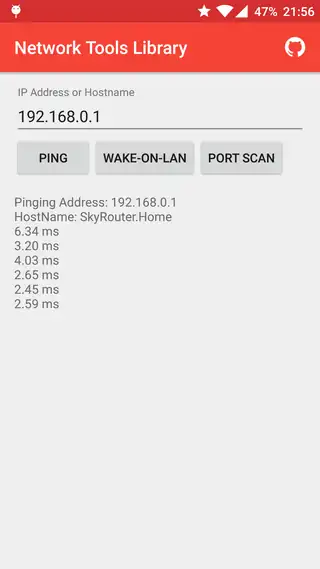 47% 21:56
Network Tools Library
IP Address or Hostname
192.168.0.1
PING WAKE-ON-LAN PORT SCAN
Pinging Address: 192.168.0.1
HostName: SkyRouter.Home
6.34 ms
3.20 ms
4.03 ms
2.65 ms
2.45 ms
2.59 ms